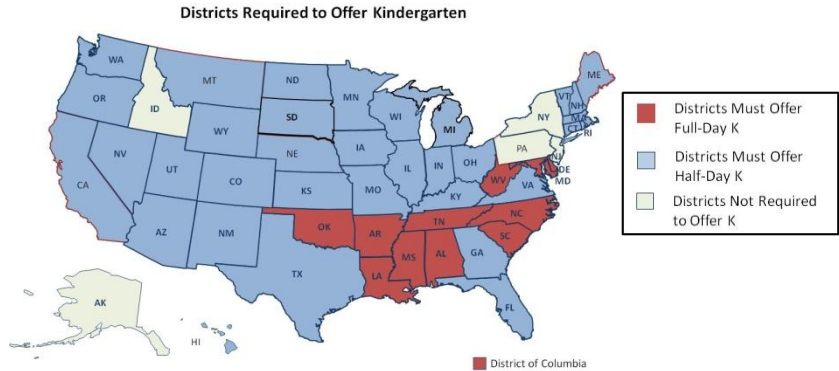 Districts Required to Offer Kindergarten
WA
MT
ND
MN
ME
OR
ID
SD
WI
MI
VT
NH
NY
MA
CT
RI
WY
NE
IA
PA
NJ
NV
UT
CO
KS
MO
IL
IN
OH
DE
MD
WV
VA
KY
CA
AZ
NM
OK
AR
TN
NC
SC
TX
LA
MS
AL
GA
FL
AK
HI
District of Columbia
Districts Must Offer
Full-Day K
Districts Must Offer
Half-Day K
Districts Not Required
to Offer K